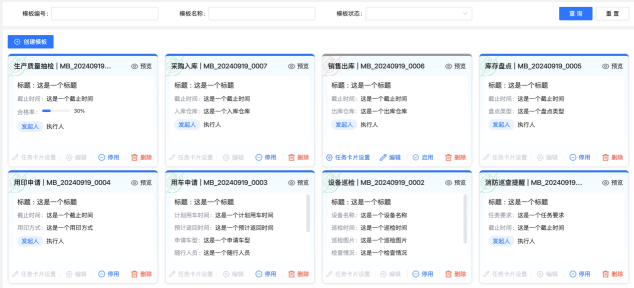 模板编号： 模板名称： 模板状态： 查 询 重 置
创建模板
生产质量抽检 | MB_20240919... 预览
标题：这是一个标题
截止时间：这是一个截止时间
合格率： 30%
发起人 执行人
任务卡片设置 编辑 停用 删除
采购入库 | MB_20240919_0007 预览
标题：这是一个标题
截止时间：这是一个截止时间
入库仓库：这是一个入库仓库
发起人 执行人
任务卡片设置 编辑 停用 删除
销售出库 | MB_20240919_0006 预览
标题：这是一个标题
截止时间：这是一个截止时间
出库仓库：这是一个出库仓库
发起人 执行人
任务卡片设置 编辑 启用 删除
库存盘点 | MB_20240919_0005 预览
标题：这是一个标题
截止时间：这是一个截止时间
盘点类型：这是一个盘点类型
发起人 执行人
任务卡片设置 编辑 停用 删除
用印申请 | MB_20240919_0004 预览
标题：这是一个标题
截止时间：这是一个截止时间
用印方式：这是一个用印方式
发起人 执行人
任务卡片设置 编辑 停用 删除
用车申请 | MB_20240919_0003 预览
标题：这是一个标题
计划用车时间：这是一个计划用车时间
预计返回时间：这是一个预计返回时间
申请车型：这是一个申请车型
随行人员：这是一个随行人员
任务卡片设置 编辑 停用 删除
设备巡检 | MB_20240919_0002 预览
标题：这是一个标题
设备名称：这是一个设备名称
巡检时间：这是一个巡检时间
巡检图片：这是一个巡检图片
检查情况：这是一个检查情况
任务卡片设置 编辑 停用 删除
消防巡查提醒 | MB_20240919... 预览
标题：这是一个标题
任务要求：这是一个任务要求
截止时间：这是一个截止时间
发起人 执行人
任务卡片设置 编辑 停用 删除